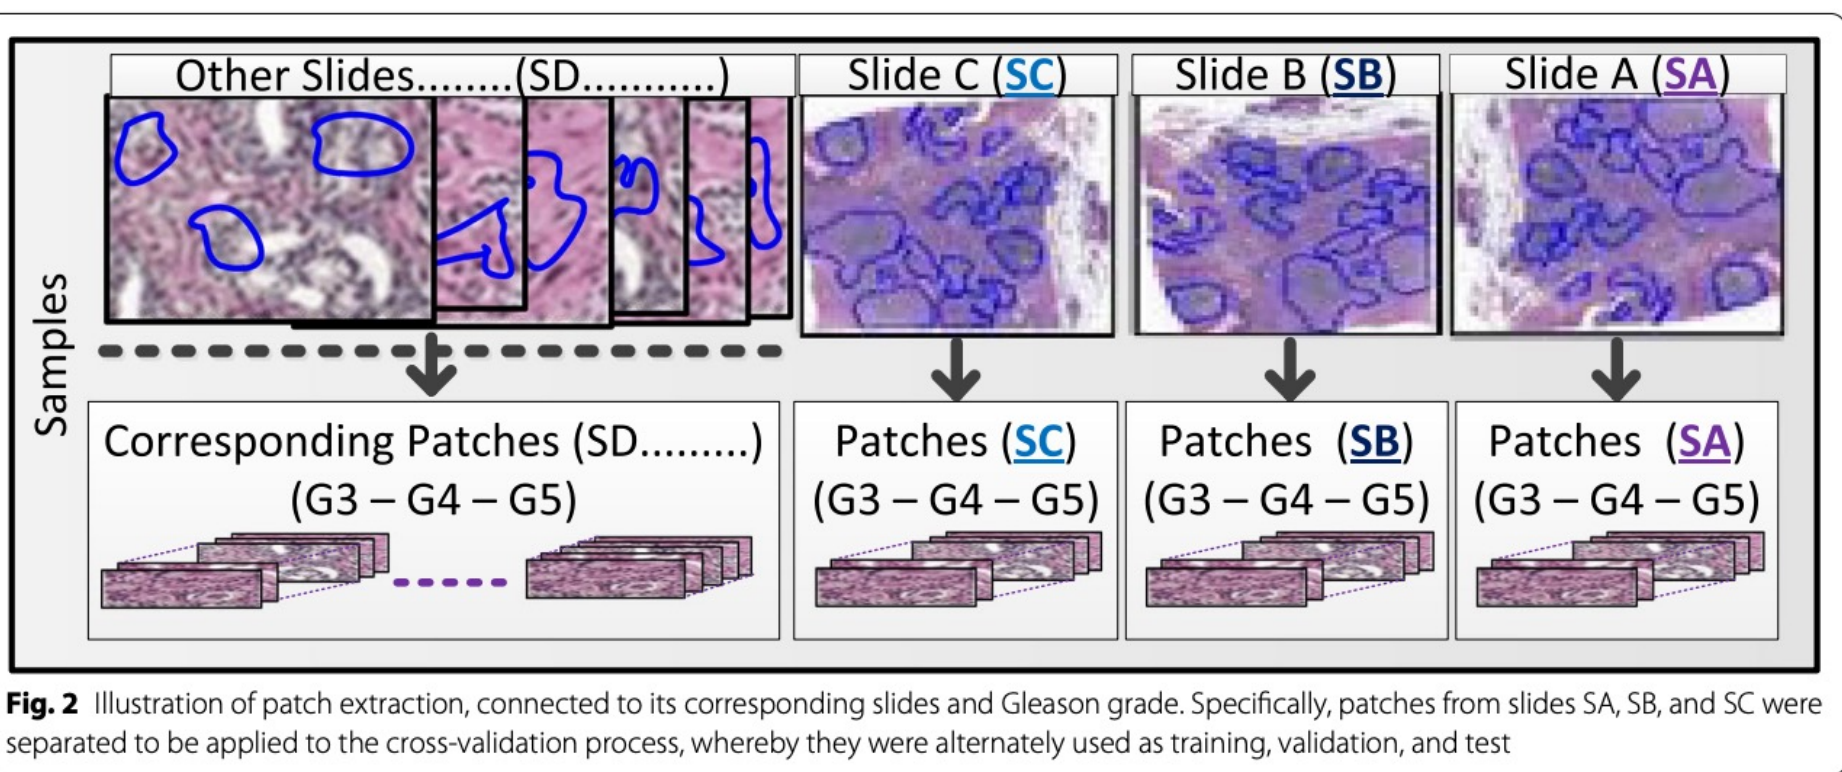 Other Slides........(SD...........)
Slide C (SC)
Slide B (SB)
Slide A (SA)
Samples
Corresponding Patches (SD.........)
(G3 – G4 – G5)
Patches (SC)
(G3 – G4 – G5)
Patches (SB)
(G3 – G4 – G5)
Patches (SA)
(G3 – G4 – G5)
Fig. 2 Illustration of patch extraction, connected to its corresponding slides and Gleason grade. Specifically, patches from slides SA, SB, and SC were
separated to be applied to the cross-validation process, whereby they were alternately used as training, validation, and test